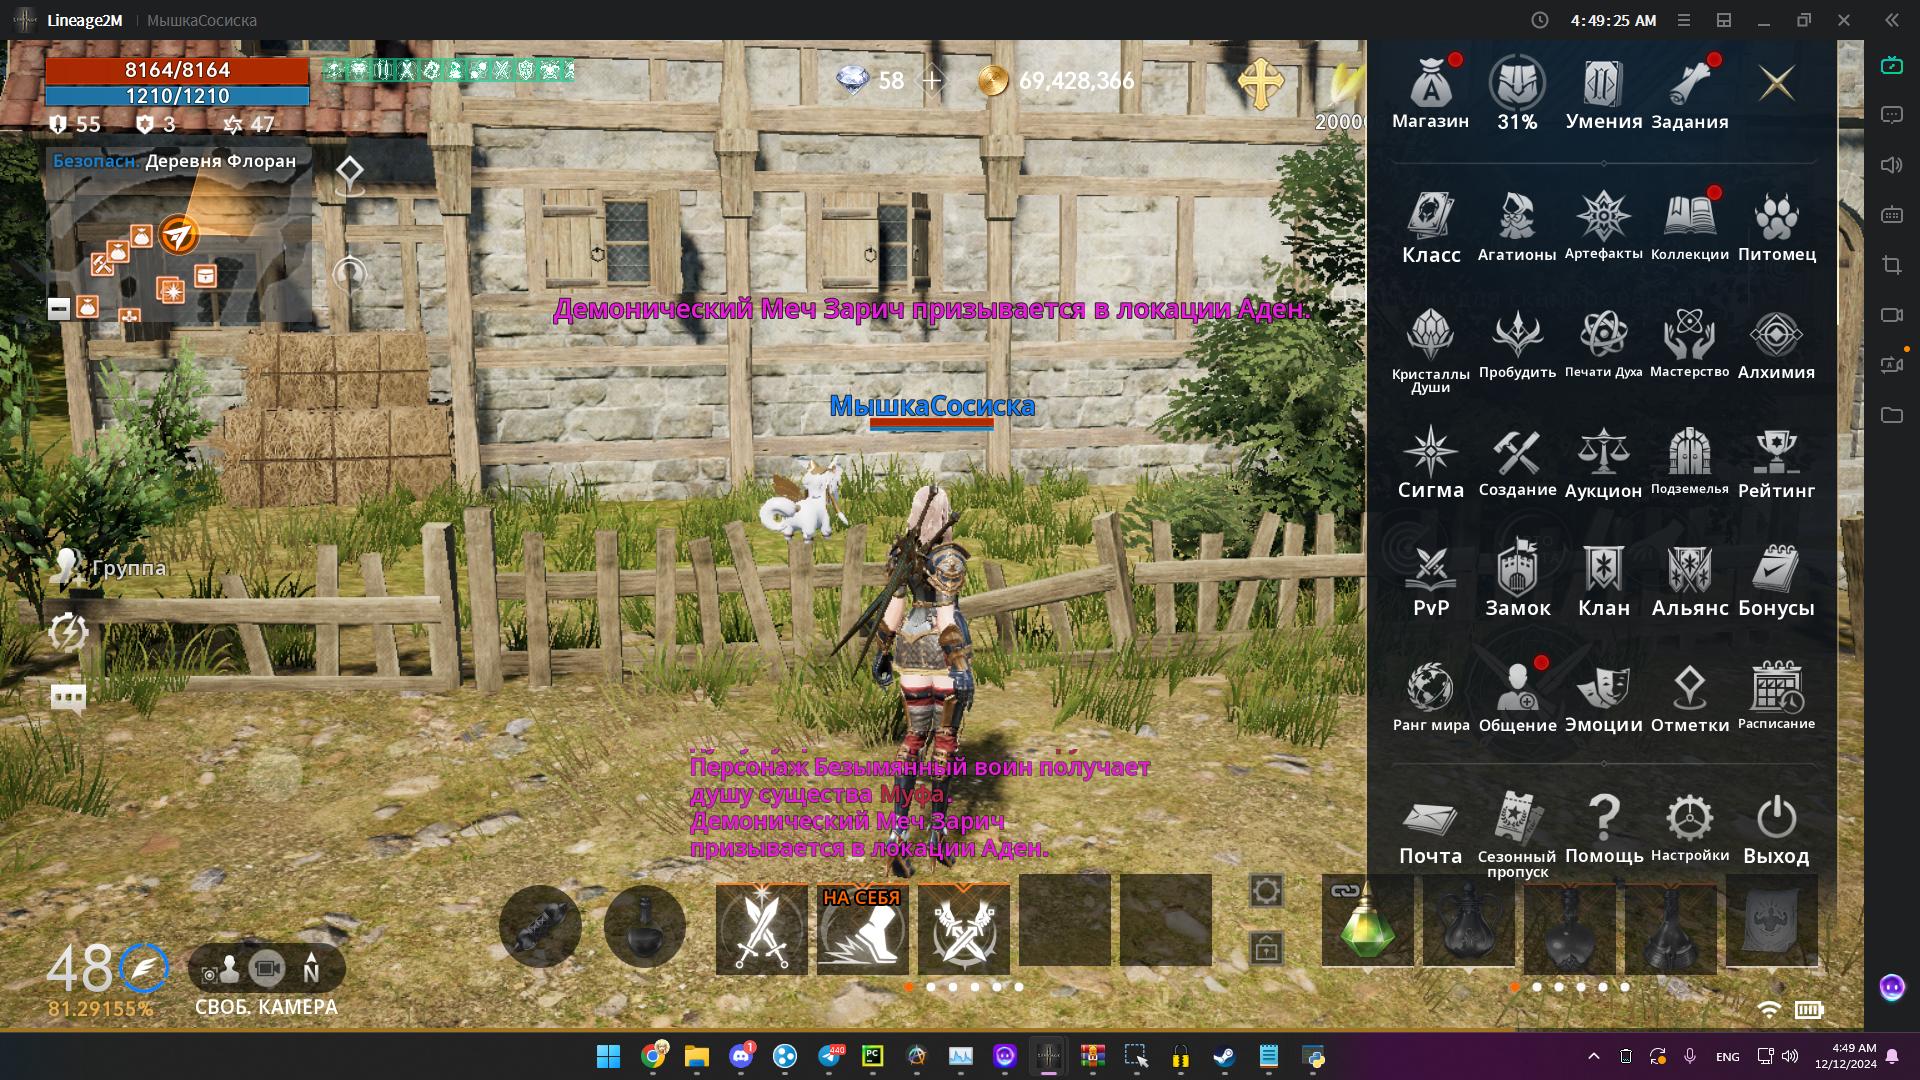 Lineage2M
МышкаСосиска
4:49:25 AM
8164/8164
1210/1210
55
3
47
58
69,428,366
Безопасн. Деревня Флоран
Магазин
31%
Умения
Задания
Класс
Агатионы
Артефакты
Коллекции
Питомец
Кристаллы
Души
Пробудить
Печати Духа
Мастерство
Алхимия
Сигма
Создание
Аукцион
Подземелья
Рейтинг
PvP
Замок
Клан
Альянс
Бонусы
Ранг мира
Общение
Эмоции
Отметки
Расписание
Почта
Сезонный
пропуск
Помощь
Настройки
Выход
Демонический Меч Зарич призывается в локации Аден.
МышкаСосиска
Группа
Персонаж Безымянный воин получает
душу существа Муфа.
Демонический Меч Зарич
призывается в локации Аден.
НА СЕБЯ
48
81.29155%
N
СВОБ. КАМЕРА
1
440
PC
ENG
4:49 AM
12/12/2024